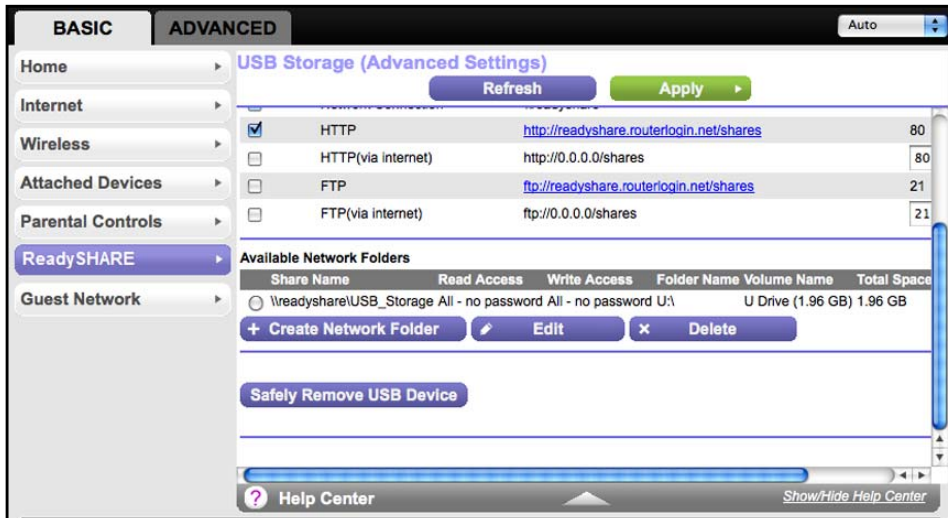 BASIC ADVANCED Auto
Home
Internet
Wireless
Attached Devices
Parental Controls
ReadySHARE
Guest Network
USB Storage (Advanced Settings)
Refresh Apply
HTTP http://readyshare.routerlogin.net/shares 80
HTTP(via internet) http://0.0.0.0/shares 80
FTP ftp://readyshare.routerlogin.net/shares 21
FTP(via internet) ftp://0.0.0.0/shares 21
Available Network Folders
Share Name Read Access Write Access Folder Name Volume Name Total Space
\\readyshare\USB_Storage All - no password All - no password U:\ U Drive (1.96 GB) 1.96 GB
+ Create Network Folder Edit × Delete
Safely Remove USB Device
? Help Center Show/Hide Help Center